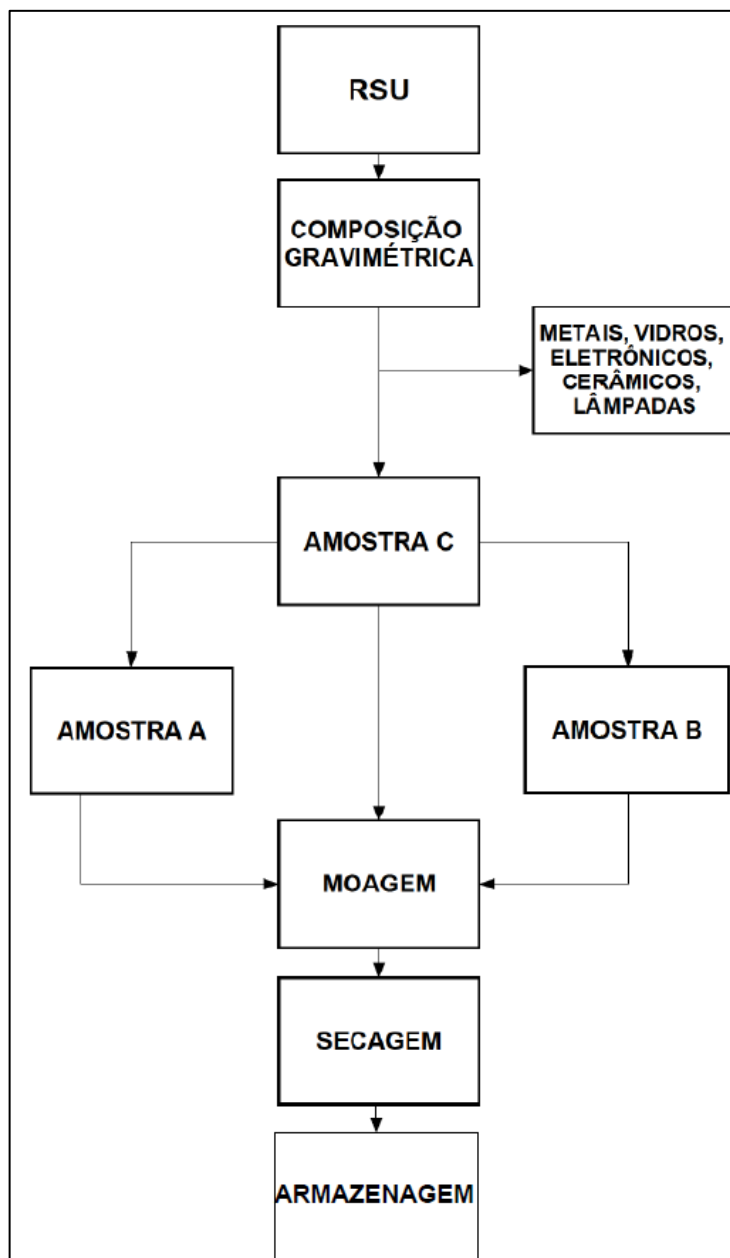 RSU
COMPOSIÇÃO
GRAVIMÉTRICA
METAIS, VIDROS,
ELETRÔNICOS,
CERÂMICOS,
LÂMPADAS
AMOSTRA C
AMOSTRA A
AMOSTRA B
MOAGEM
SECAGEM
ARMAZENAGEM